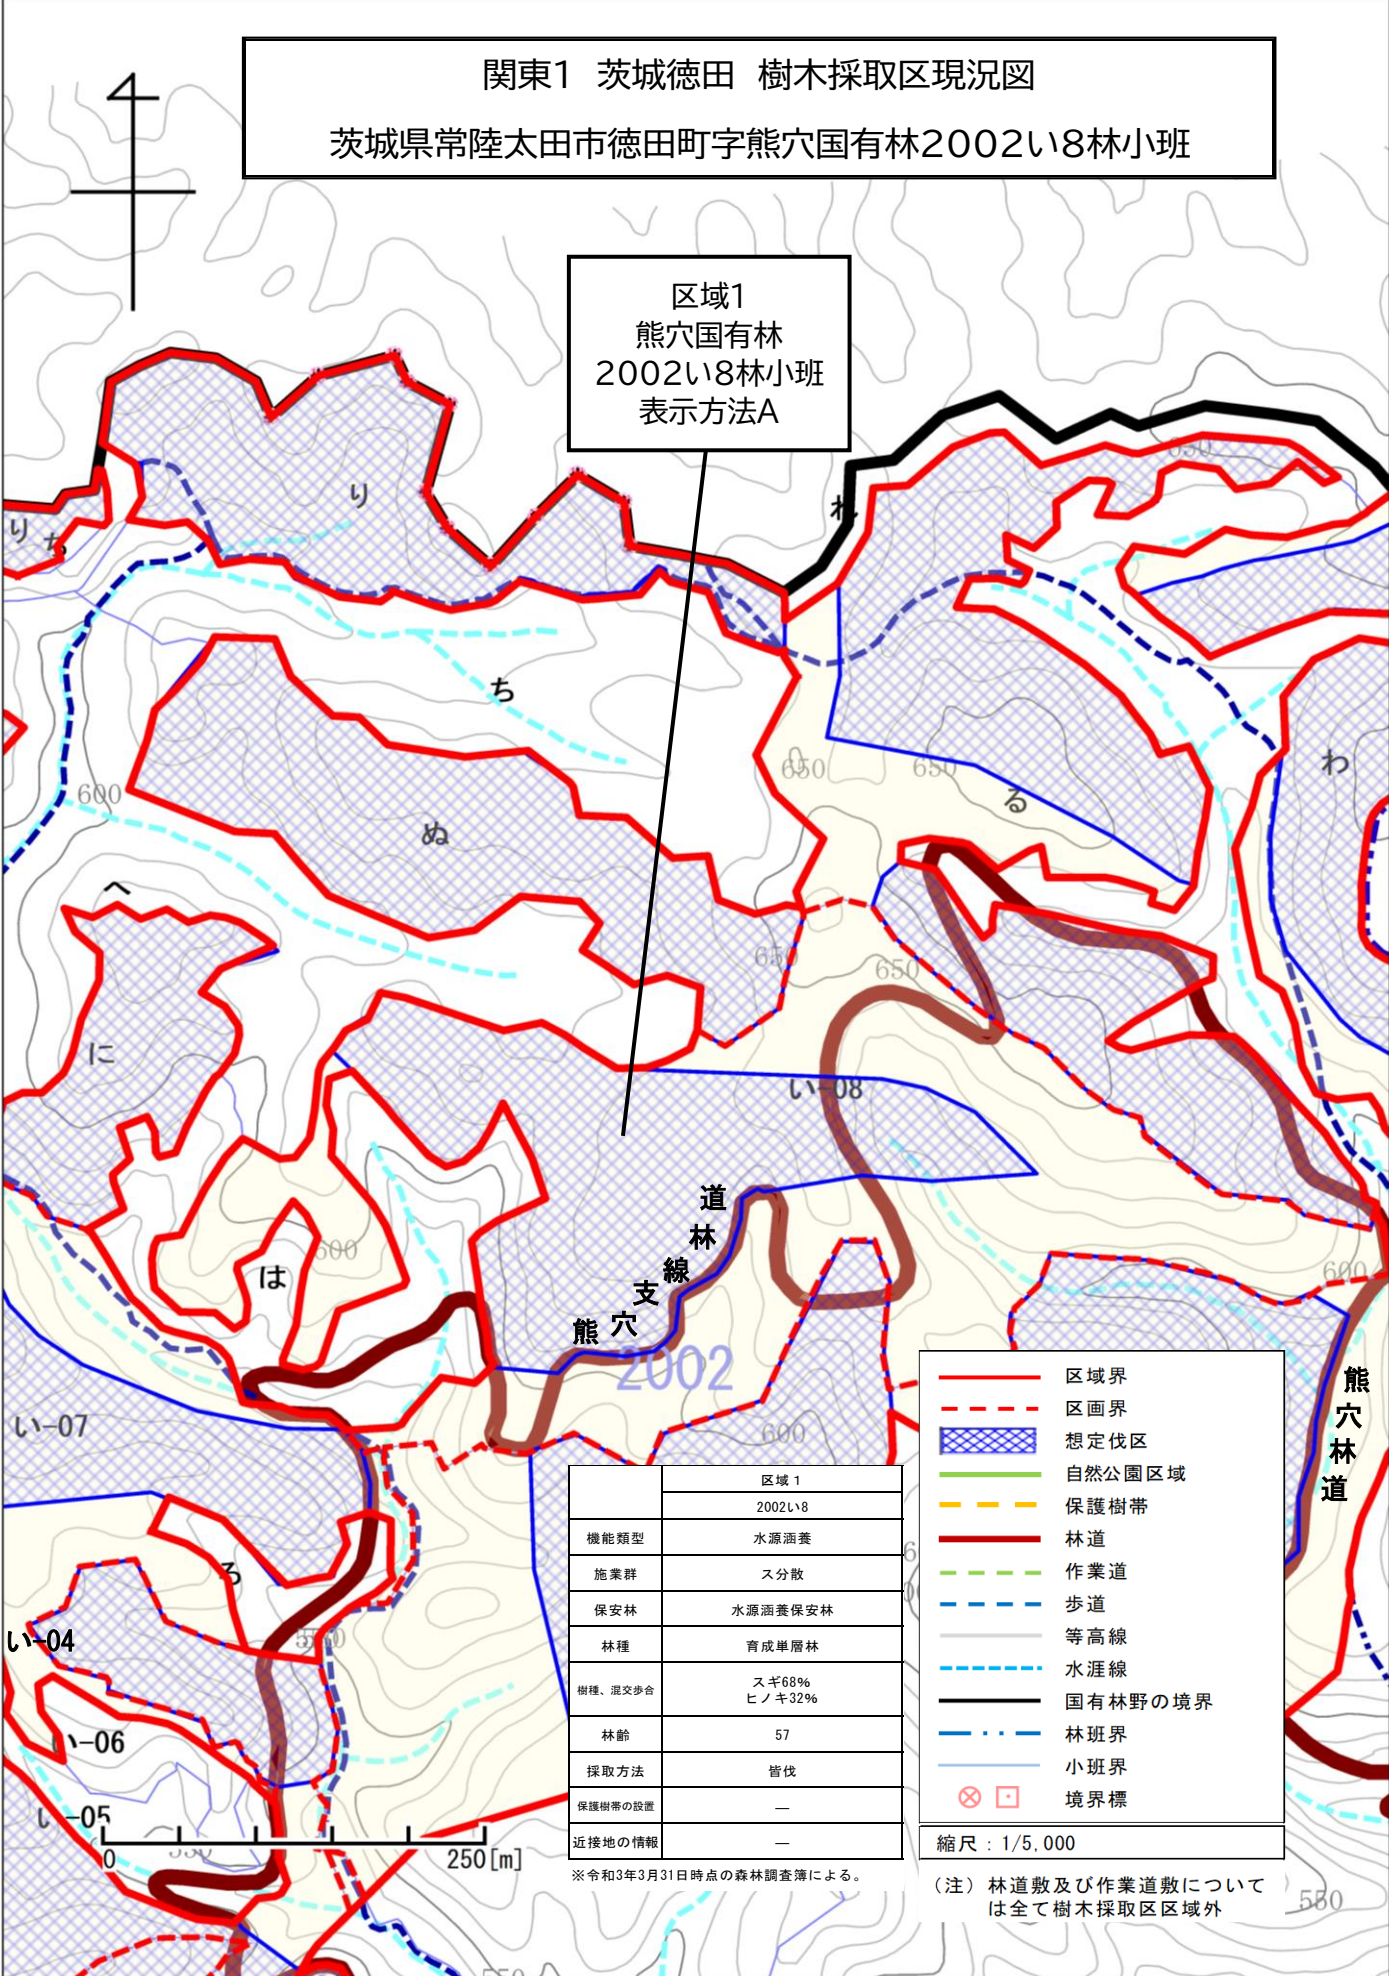 関東1 茨城徳田 樹木採取区現況図
茨城県常陸太田市徳田町字熊穴国有林2002い8林小班
区域1
熊穴国有林
2002い8林小班
表示方法A
り
り
ち
れ
550
ち
650
650
る
わ
600
ぬ
へ
650
650
に
い-08
600
は
熊穴支線林道
2002
600
600
い-07
熊穴林道
ろ
550
い-04
い-06
い-05
550
0
250[m]
550
550
区域1
2002い8
機能類型 水源涵養
施業群 ス分散
保安林 水源涵養保安林
林種 育成単層林
樹種、混交歩合 スギ68%
ヒノキ32%
林齢 57
採取方法 皆伐
保護樹帯の設置 ―
近接地の情報 ―
※令和3年3月31日時点の森林調査簿による。
区域界
区画界
想定伐区
自然公園区域
保護樹帯
林道
作業道
歩道
等高線
水涯線
国有林野の境界
林班界
小班界
境界標
縮尺：1/5,000
（注）林道敷及び作業道敷について
は全て樹木採取区区域外